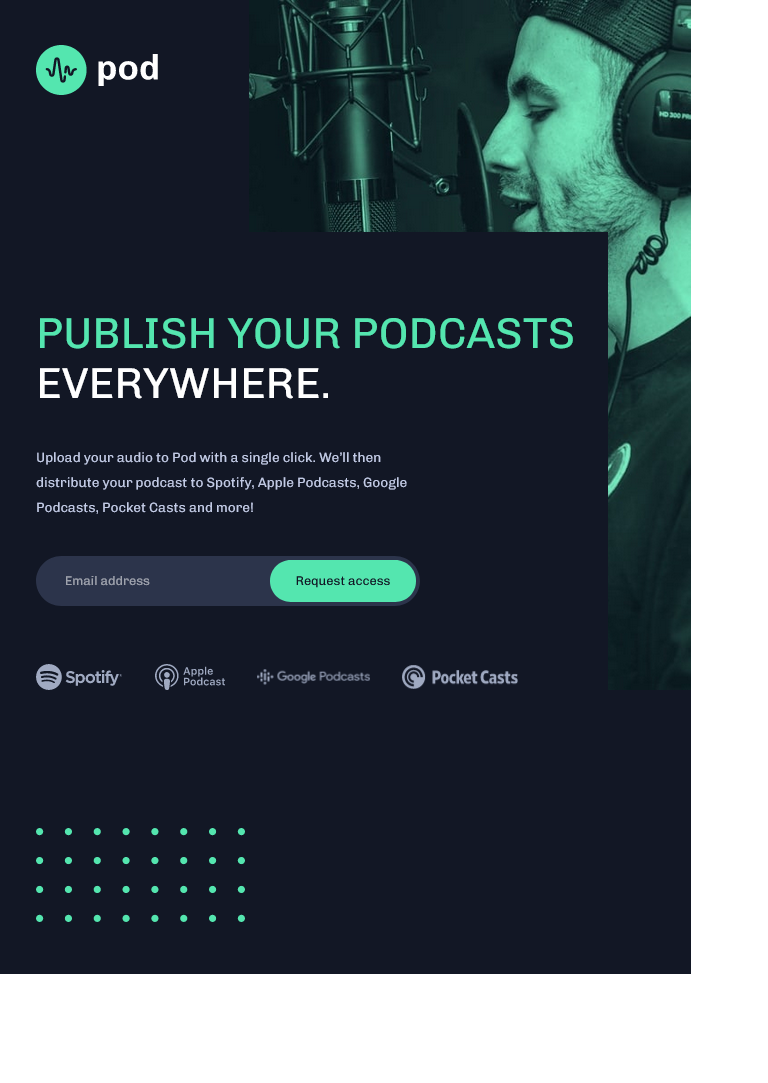 pod
HD 300 PR
PUBLISH YOUR PODCASTS
EVERYWHERE.
Upload your audio to Pod with a single click. We'll then
distribute your podcast to Spotify, Apple Podcasts, Google
Podcasts, Pocket Casts and more!
Email address
Request access
Spotify
Apple
Podcast
Google Podcasts
Pocket Casts